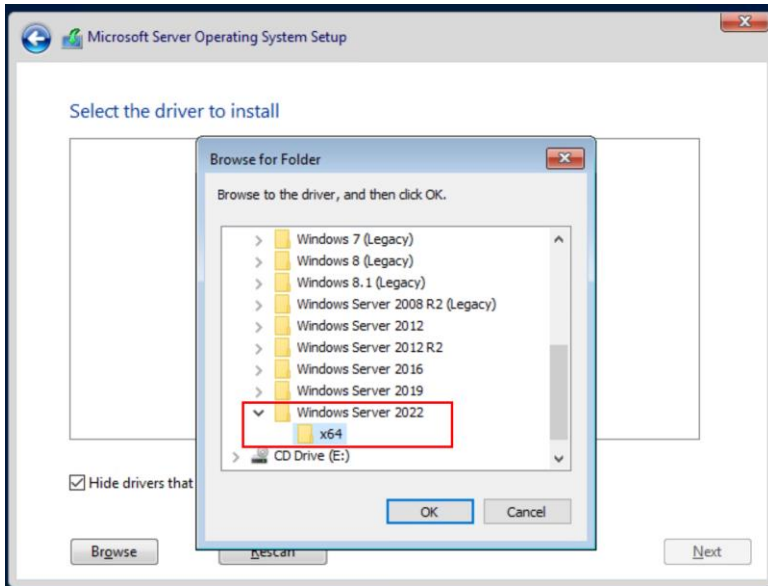 Microsoft Server Operating System Setup
Select the driver to install
Browse for Folder
Browse to the driver, and then click OK.
Windows 7 (Legacy)
Windows 8 (Legacy)
Windows 8.1 (Legacy)
Windows Server 2008 R2 (Legacy)
Windows Server 2012
Windows Server 2012 R2
Windows Server 2016
Windows Server 2019
Windows Server 2022
x64
CD Drive (E:)
Hide drivers that
OK Cancel
Browse Rescan Next